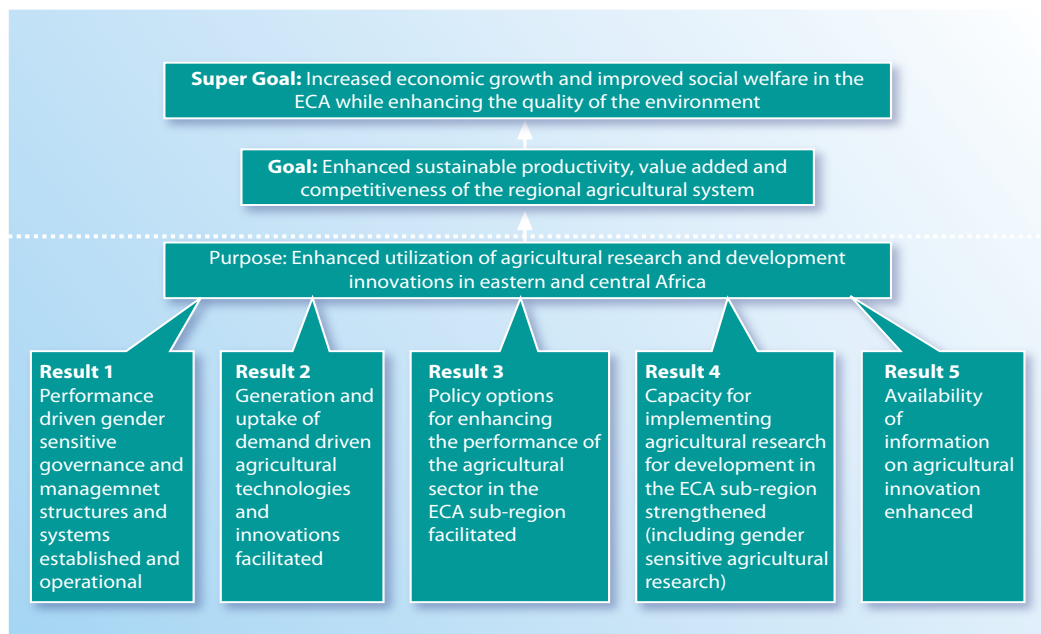 Super Goal: Increased economic growth and improved social welfare in the
ECA while enhancing the quality of the environment
Goal: Enhanced sustainable productivity, value added and
competitiveness of the regional agricultural system
Purpose: Enhanced utilization of agricultural research and development
innovations in eastern and central Africa
Result 1
Performance
driven gender
sensitive
governance and
managemnet
structures and
systems
established and
operational
Result 2
Generation and
uptake of
demand driven
agricultural
technologies
and
innovations
facilitated
Result 3
Policy options
for enhancing
the performance of
the agricultural
sector in the
ECA sub-region
facilitated
Result 4
Capacity for
implementing
agricultural research
for development in
the ECA sub-region
strengthened
(including gender
sensitive agricultural
research)
Result 5
Availability
of
information
on agricultural
innovation
enhanced